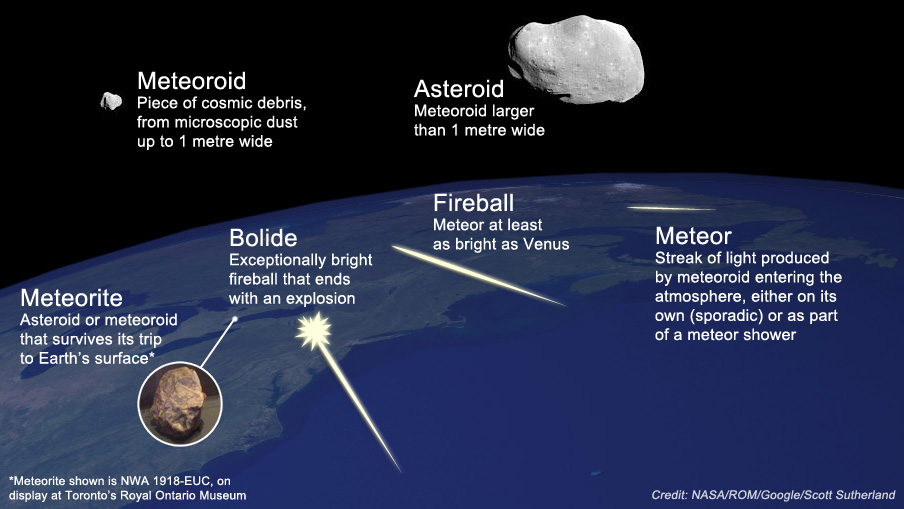 Meteoroid
Piece of cosmic debris,
from microscopic dust
up to 1 metre wide
Asteroid
Meteoroid larger
than 1 metre wide
Fireball
Meteor at least
as bright as Venus
Bolide
Exceptionally bright
fireball that ends
with an explosion
Meteor
Streak of light produced
by meteoroid entering the
atmosphere, either on its
own (sporadic) or as part
of a meteor shower
Meteorite
Asteroid or meteoroid
that survives its trip
to Earth's surface*
*Meteorite shown is NWA 1918-EUC, on
display at Toronto's Royal Ontario Museum
Credit: NASA/ROM/Google/Scott Sutherland